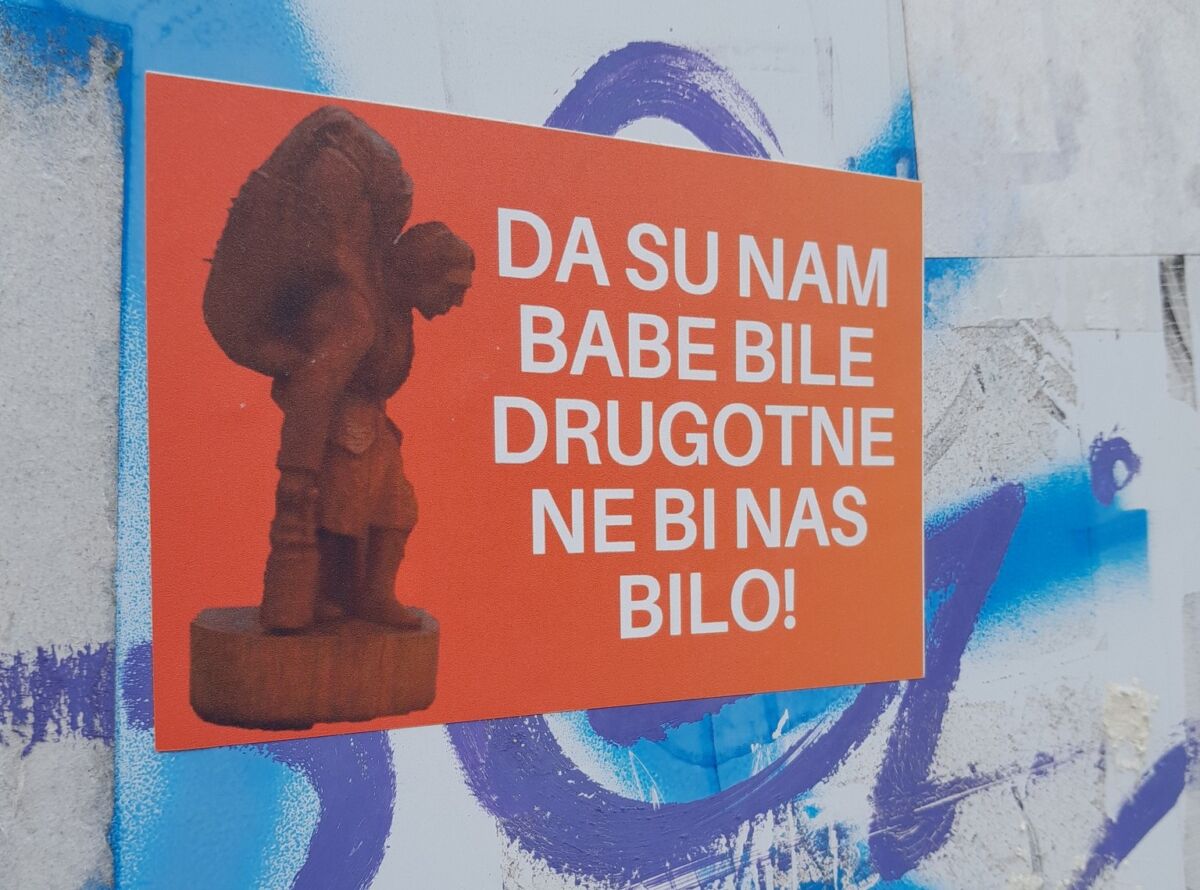 DA SU NAM
BABE BILE
DRUGOTNE
NE BI NAS
BILO!